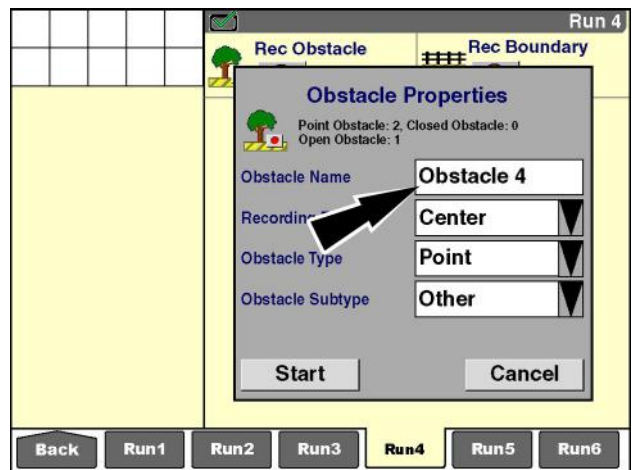 Run 4
Rec Obstacle
Rec Boundary
Obstacle Properties
Point Obstacle: 2, Closed Obstacle: 0
Open Obstacle: 1
Obstacle Name
Obstacle 4
Recording
Center
Obstacle Type
Point
Obstacle Subtype
Other
Start
Cancel
Back
Run1
Run2
Run3
Run4
Run5
Run6